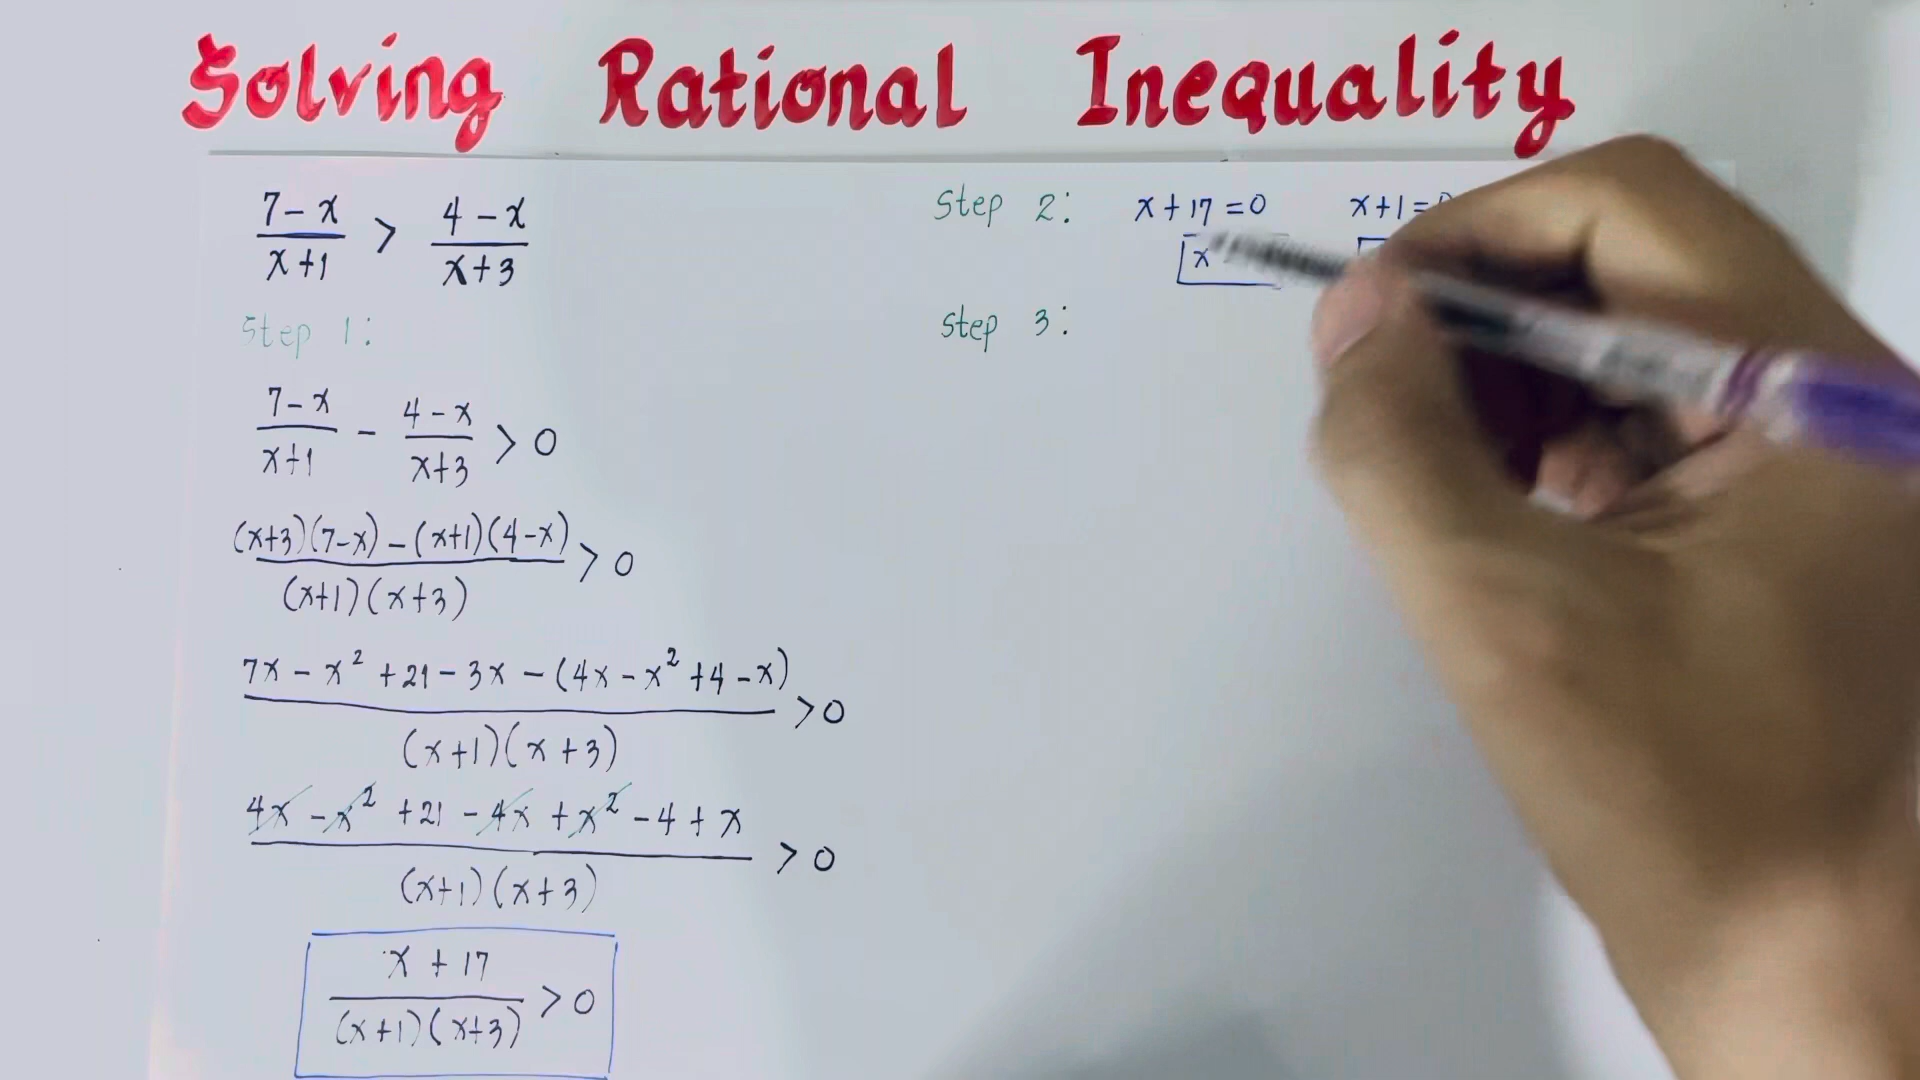 Solving Rational Inequality
7-x / x+1 > 4-x / x+3
Step 1:
7-x / x+1 - 4-x / x+3 > 0
(x+3)(7-x) - (x+1)(4-x) / (x+1)(x+3) > 0
7x - x² + 21 - 3x - (4x - x² + 4 - x) / (x+1)(x+3) > 0
4x - x² + 21 - 4x + x² - 4 + x / (x+1)(x+3) > 0
x + 17 / (x+1)(x+3) > 0
Step 2: x + 17 = 0 x+1=
x
Step 3: